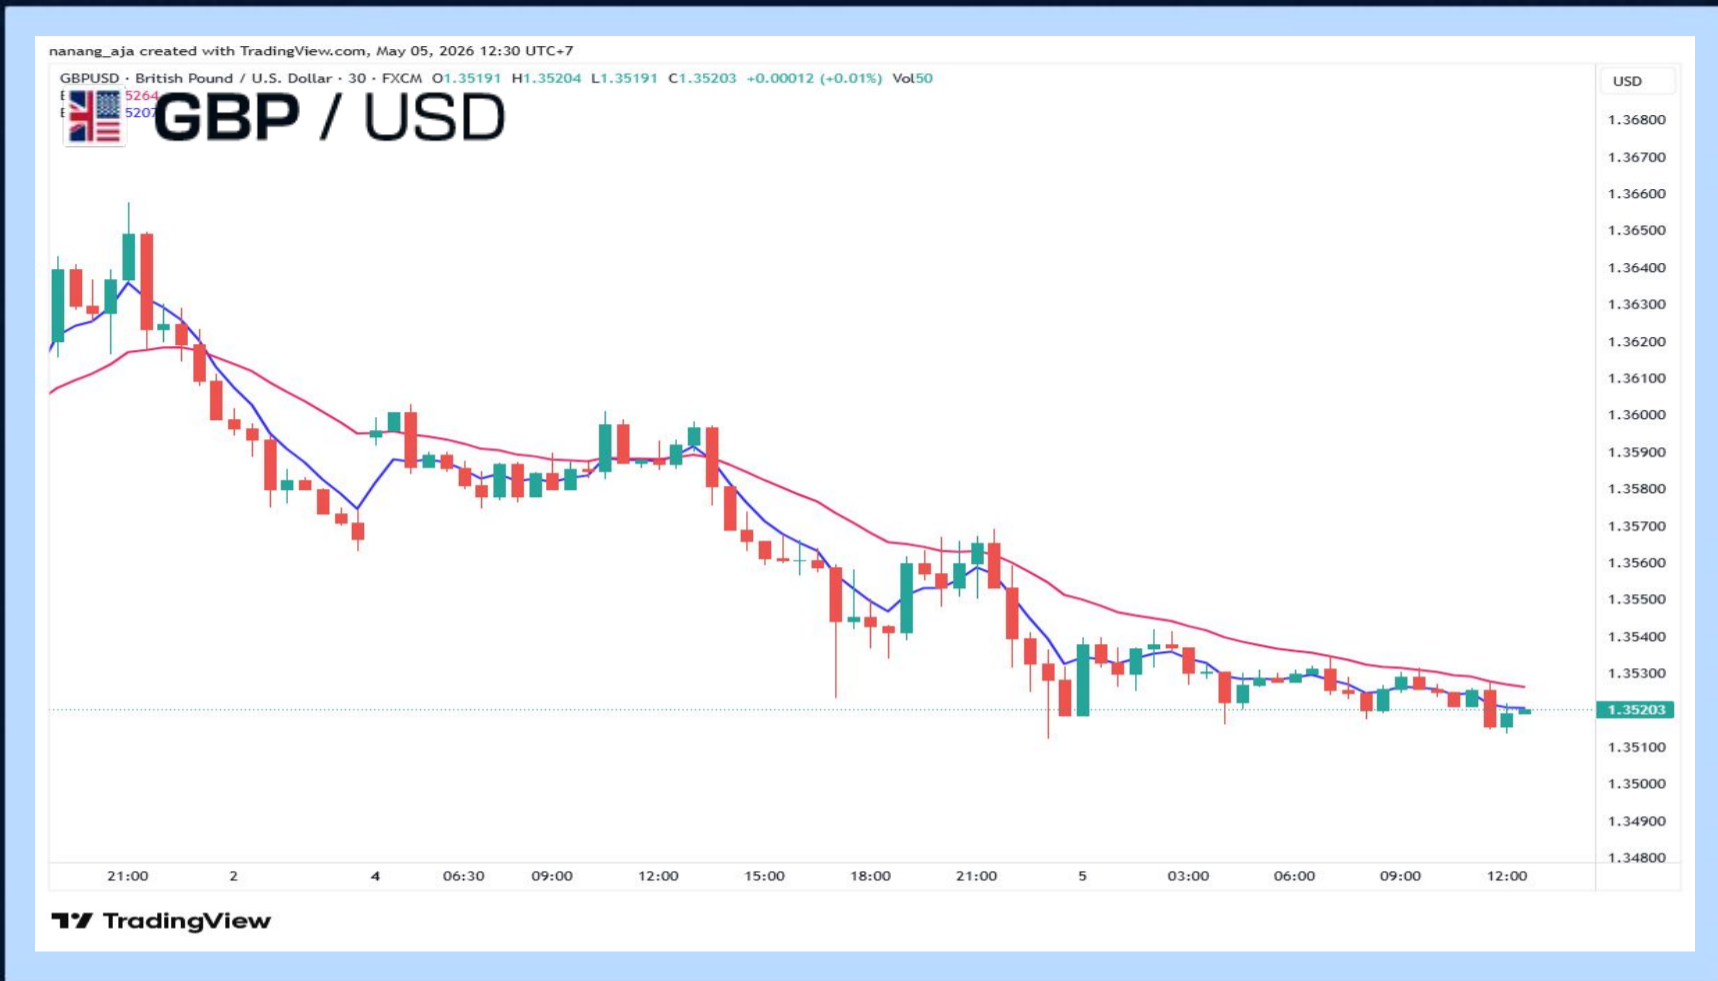 nanang_aja created with TradingView.com, May 05, 2026 12:30 UTC+7
GBPUSD · British Pound / U.S. Dollar · 30 · FXCM O1.35191 H1.35204 L1.35191 C1.35203 +0.00012 (+0.01%) Vol50
E 5264
E 5207
GBP / USD
USD
1.36800
1.36700
1.36600
1.36500
1.36400
1.36300
1.36200
1.36100
1.36000
1.35900
1.35800
1.35700
1.35600
1.35500
1.35400
1.35300
1.35203
1.35100
1.35000
1.34900
1.34800
21:00 2 4 06:30 09:00 12:00 15:00 18:00 21:00 5 03:00 06:00 09:00 12:00
TradingView